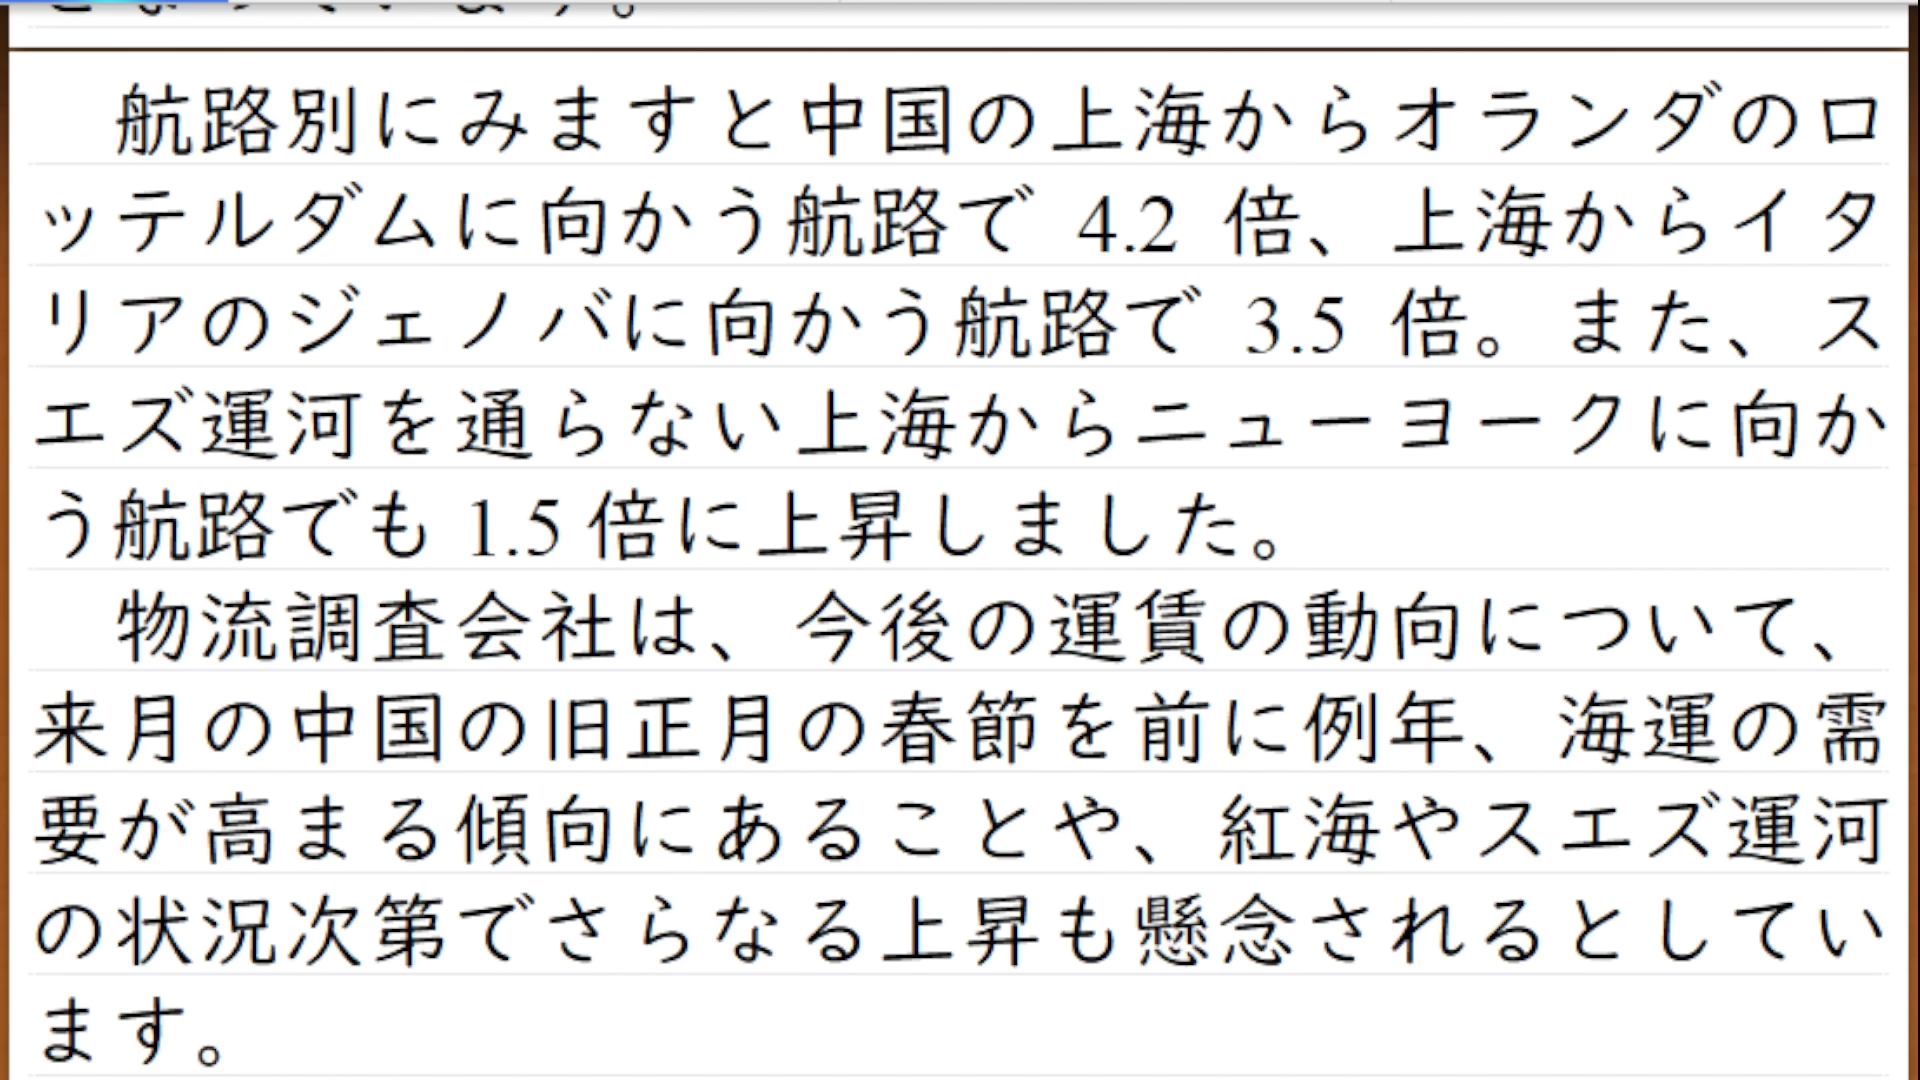 航路別にみますと中国の上海からオランダのロ
ッテルダムに向かう航路で 4.2 倍、上海からイタ
リアのジェノバに向かう航路で 3.5 倍。また、ス
エズ運河を通らない上海からニューヨークに向か
う航路でも 1.5 倍に上昇しました。
物流調査会社は、今後の運賃の動向について、
来月の中国の旧正月の春節を前に例年、海運の需
要が高まる傾向にあることや、紅海やスエズ運河
の状況次第でさらなる上昇も懸念されるとしてい
ます。